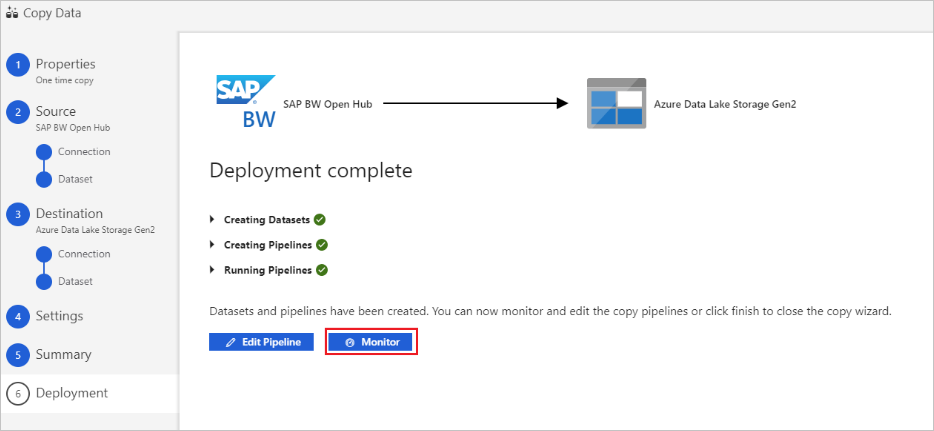 Copy Data
1 Properties
One time copy
2 Source
SAP BW Open Hub
Connection
Dataset
3 Destination
Azure Data Lake Storage Gen2
Connection
Dataset
4 Settings
5 Summary
6 Deployment
SAP®
BW
SAP BW Open Hub
Azure Data Lake Storage Gen2
Deployment complete
Creating Datasets
Creating Pipelines
Running Pipelines
Datasets and pipelines have been created. You can now monitor and edit the copy pipelines or click finish to close the copy wizard.
Edit Pipeline
Monitor